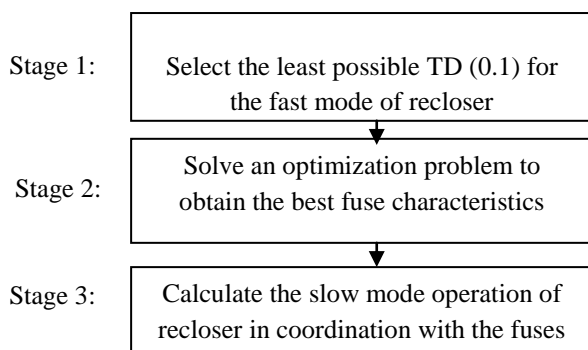 Stage 1:
Select the least possible TD (0.1) for
the fast mode of recloser
Stage 2:
Solve an optimization problem to
obtain the best fuse characteristics
Stage 3:
Calculate the slow mode operation of
recloser in coordination with the fuses